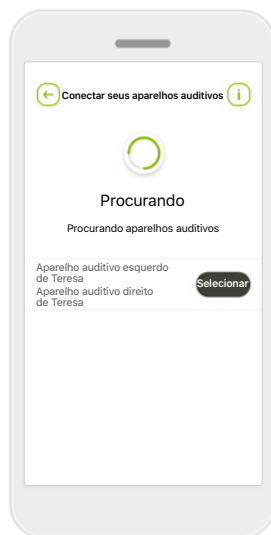 Conectar seus aparelhos auditivos
Procurando
Procurando aparelhos auditivos
Aparelho auditivo esquerdo
de Teresa
Selecionar
Aparelho auditivo direito
de Teresa